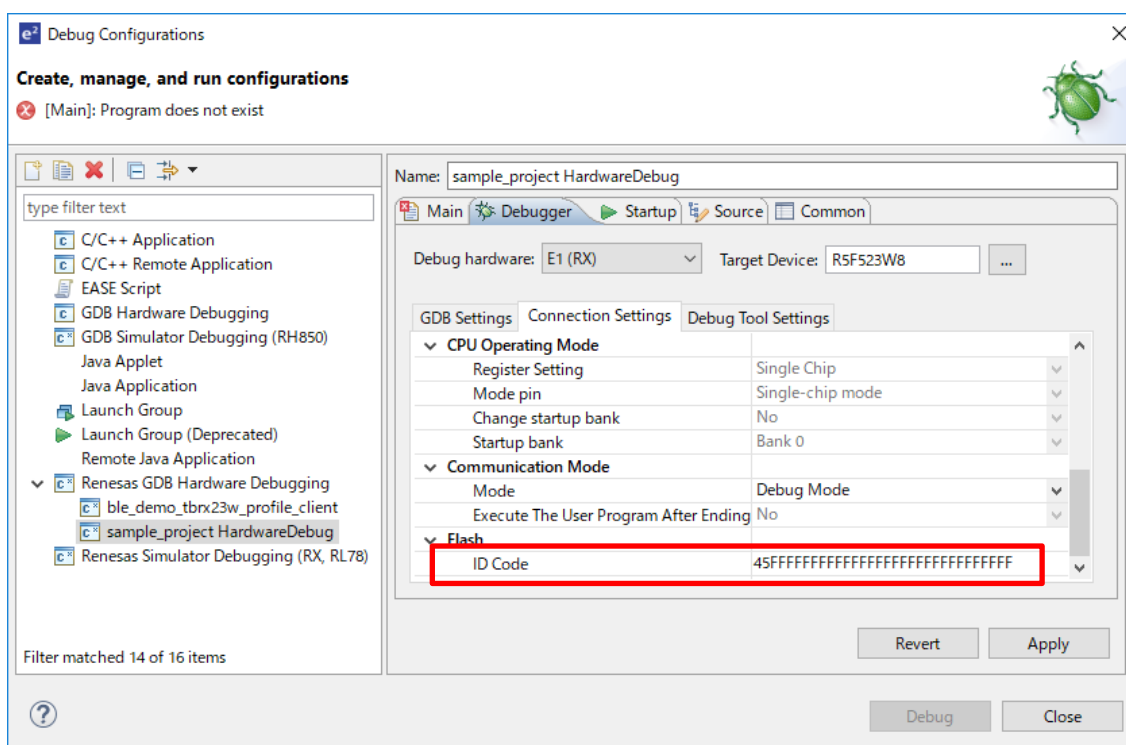 e² Debug Configurations
Create, manage, and run configurations
[Main]: Program does not exist
type filter text
C/C++ Application
C/C++ Remote Application
EASE Script
GDB Hardware Debugging
GDB Simulator Debugging (RH850)
Java Applet
Java Application
Launch Group
Launch Group (Deprecated)
Remote Java Application
Renesas GDB Hardware Debugging
ble_demo_tbrx23w_profile_client
sample_project HardwareDebug
Renesas Simulator Debugging (RX, RL78)
Filter matched 14 of 16 items
Name: sample_project HardwareDebug
Main Debugger Startup Source Common
Debug hardware: E1 (RX) Target Device: R5F523W8 ...
GDB Settings Connection Settings Debug Tool Settings
CPU Operating Mode
Register Setting Single Chip
Mode pin Single-chip mode
Change startup bank No
Startup bank Bank 0
Communication Mode
Mode Debug Mode
Execute The User Program After Ending No
Flash
ID Code 45FFFFFFFFFFFFFFFFFFFFFFFFFFFFFF
Revert Apply
? Debug Close